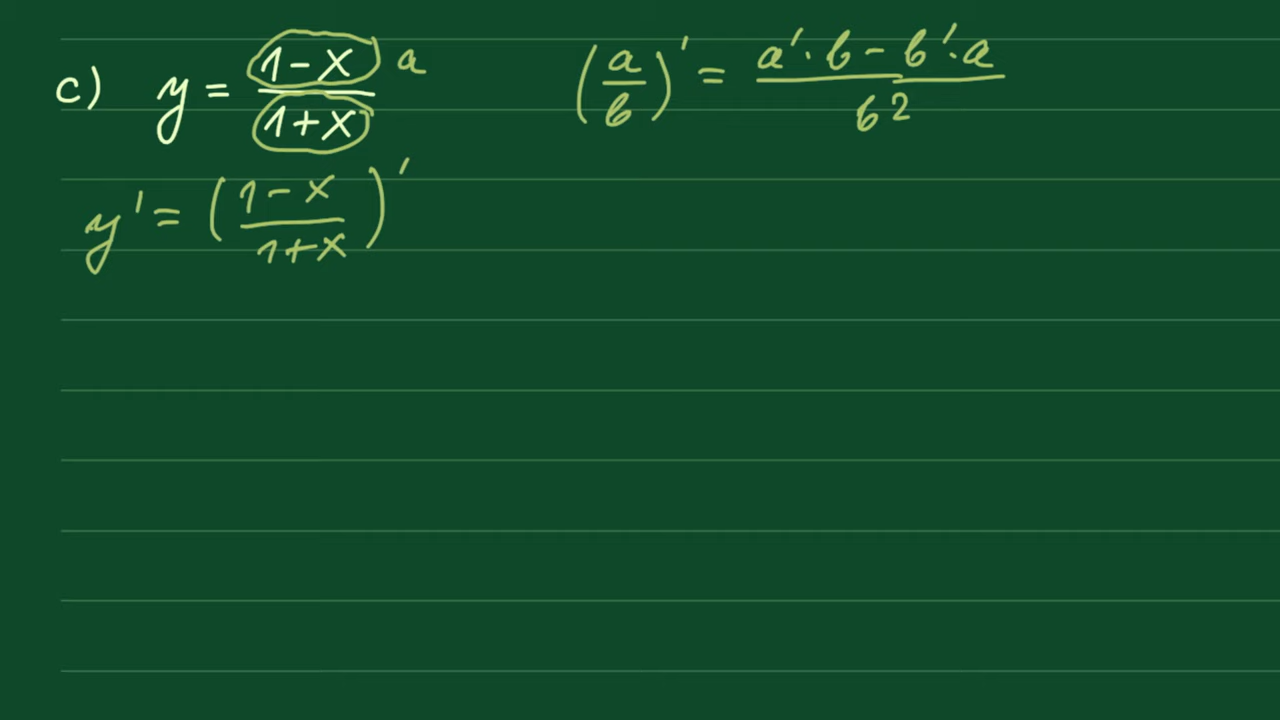 c) y = (1-x)/(1+x) a
(a/b)' = (a'·b - b'·a)/b²
y' = ((1-x)/(1+x))'